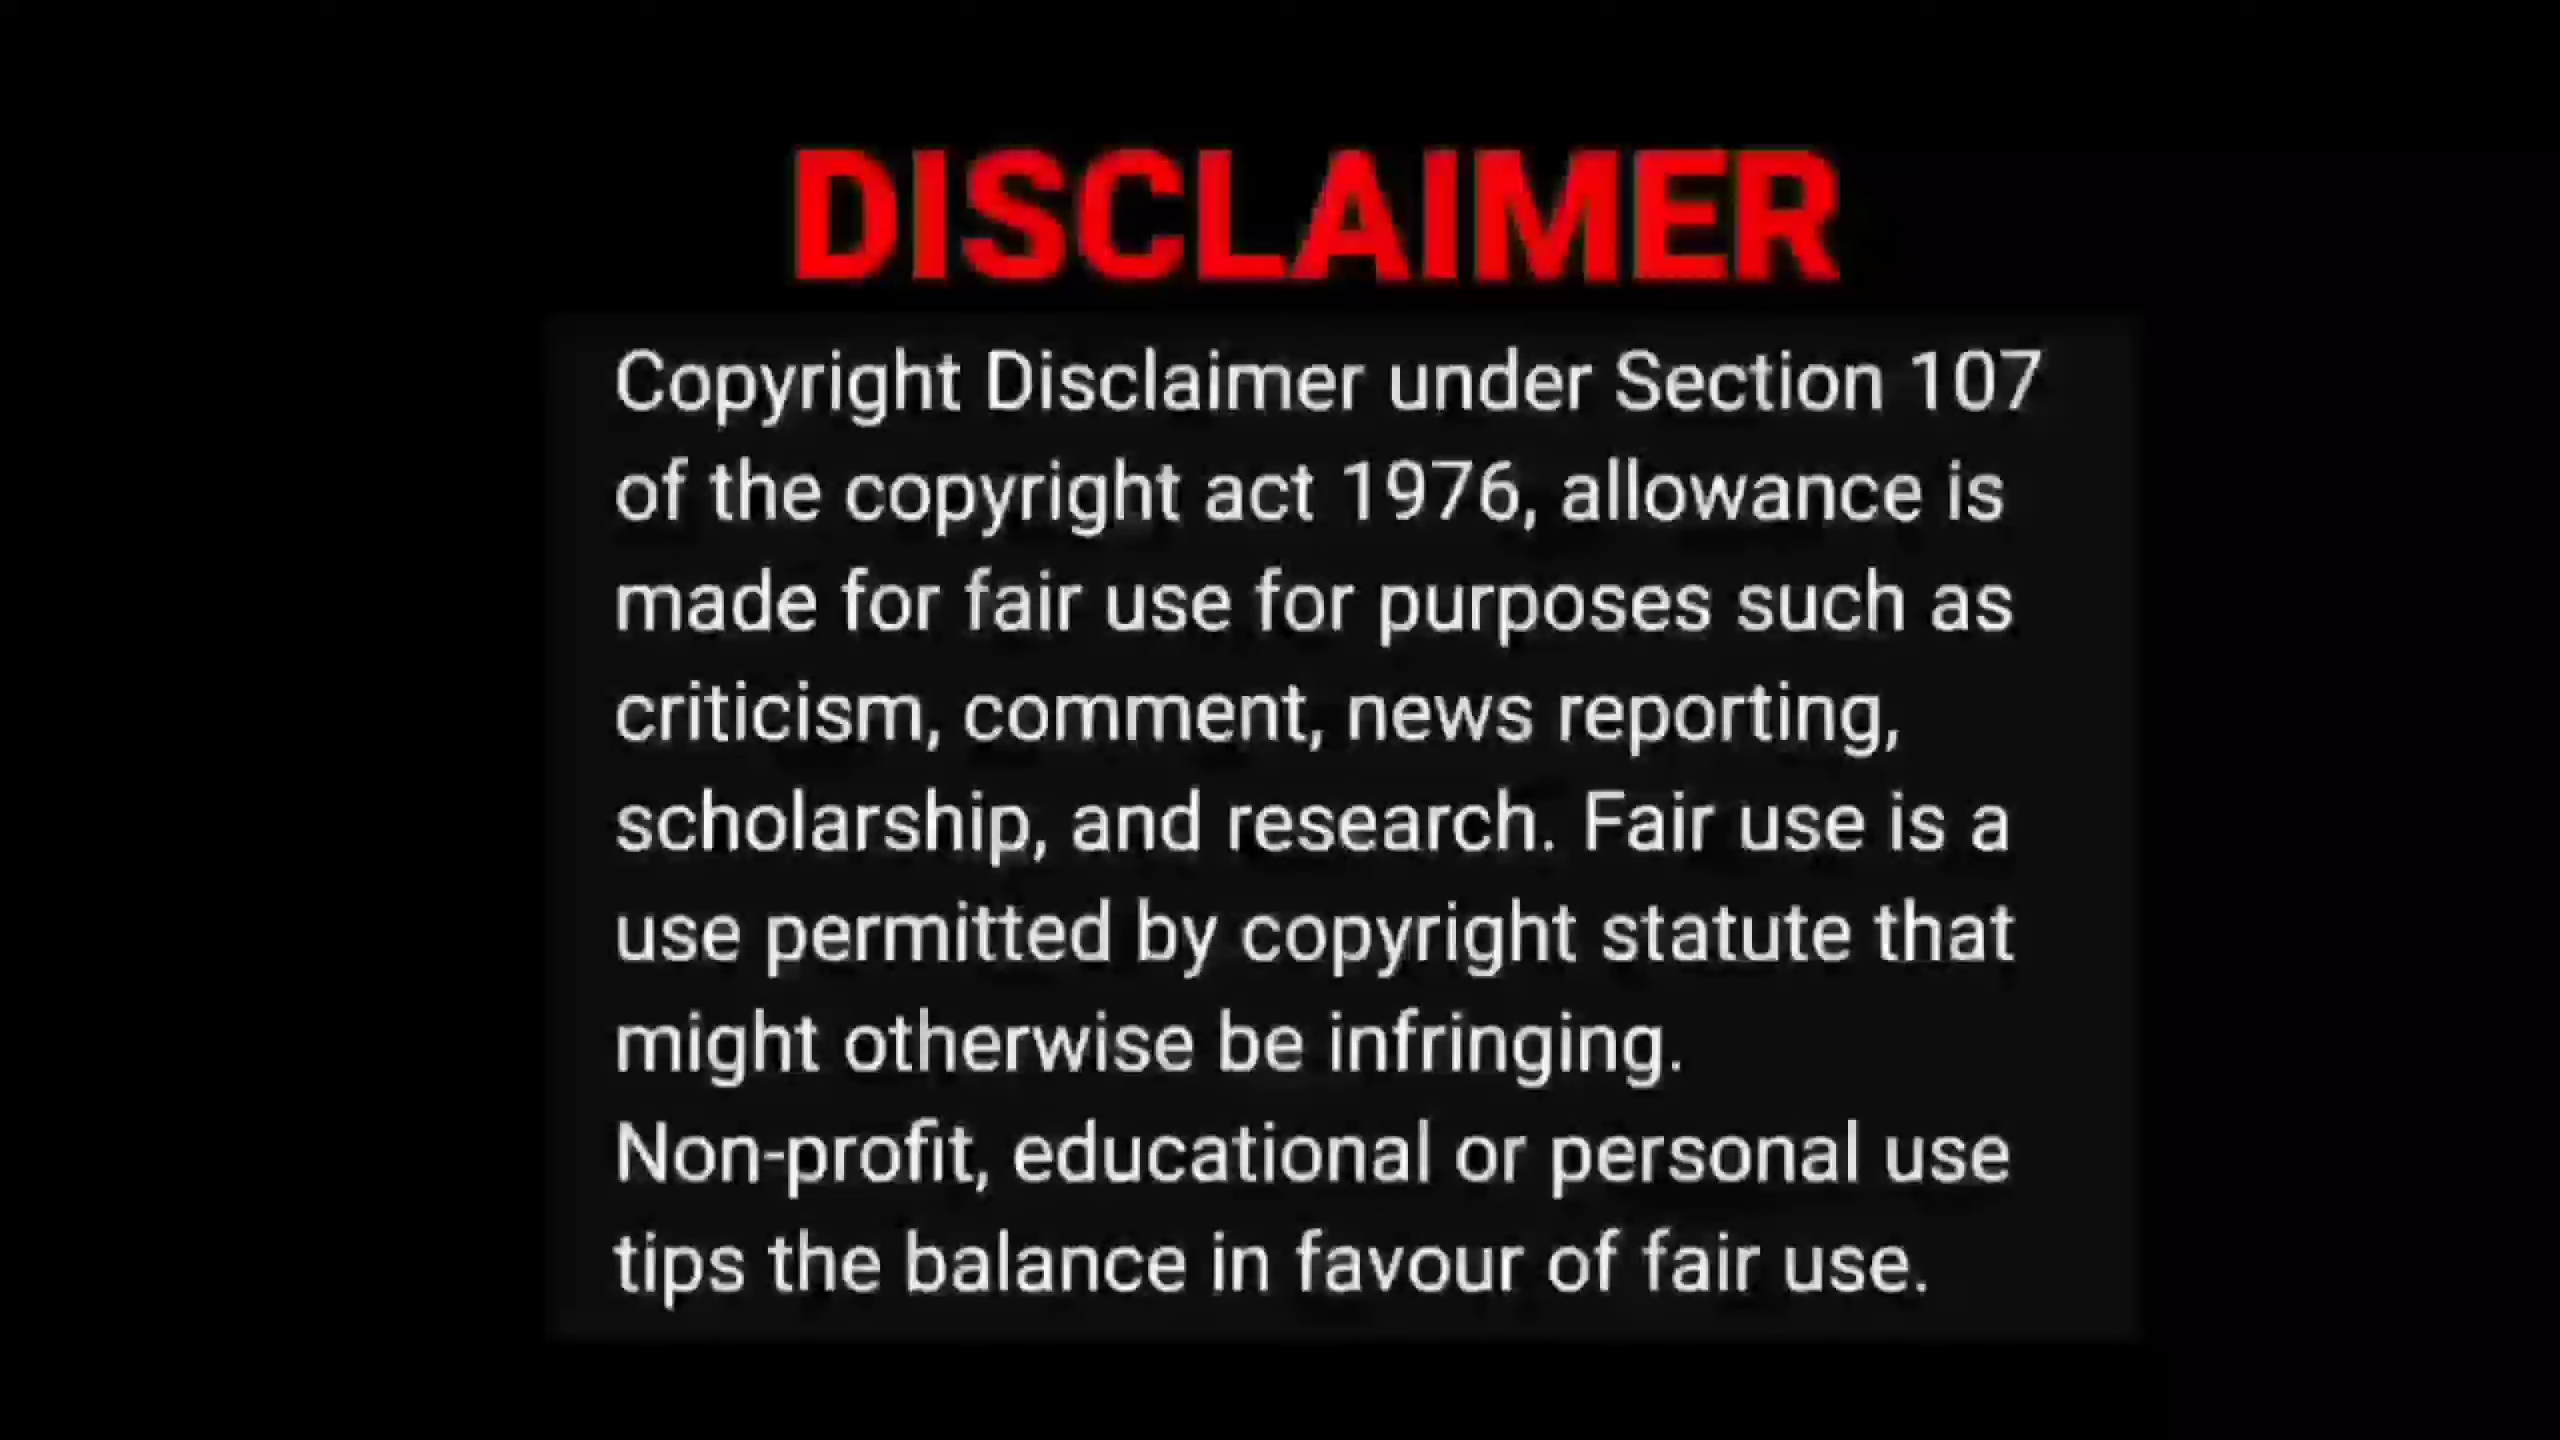 DISCLAIMER
Copyright Disclaimer under Section 107
of the copyright act 1976, allowance is
made for fair use for purposes such as
criticism, comment, news reporting,
scholarship, and research. Fair use is a
use permitted by copyright statute that
might otherwise be infringing.
Non-profit, educational or personal use
tips the balance in favour of fair use.